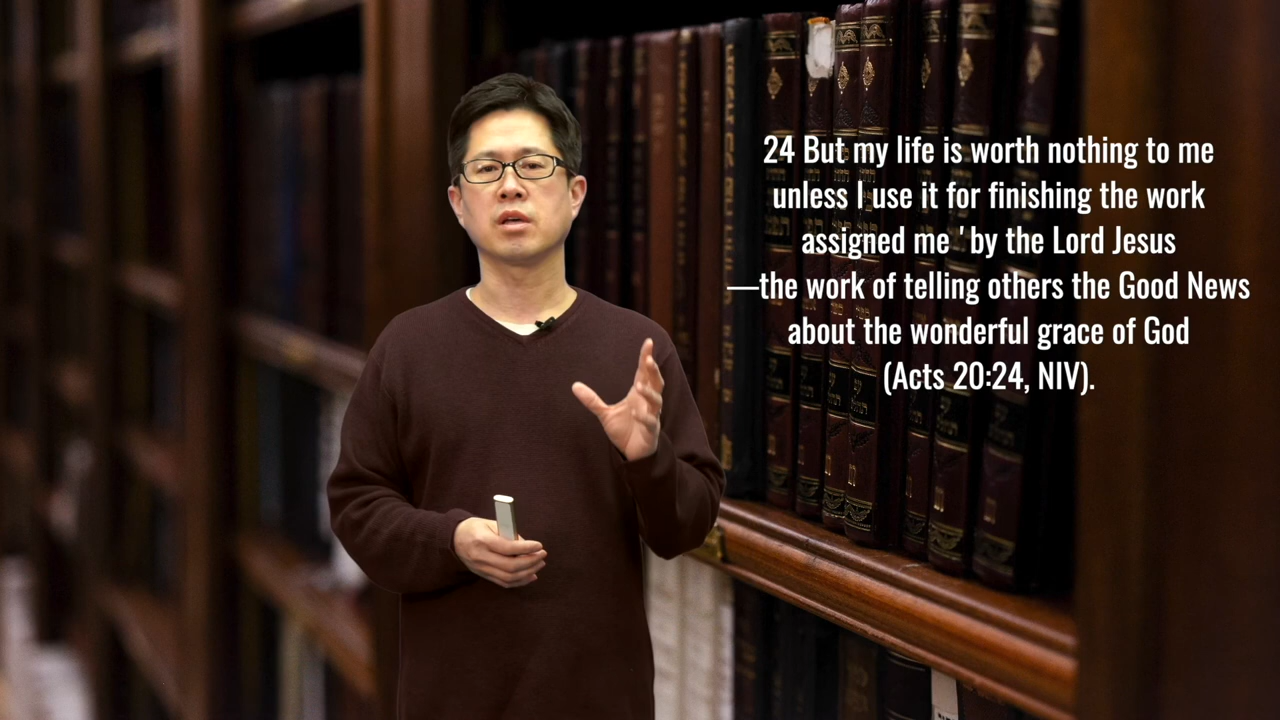 24 But my life is worth nothing to me
unless I use it for finishing the work
assigned me 'by the Lord Jesus
—the work of telling others the Good News
about the wonderful grace of God
(Acts 20:24, NIV).